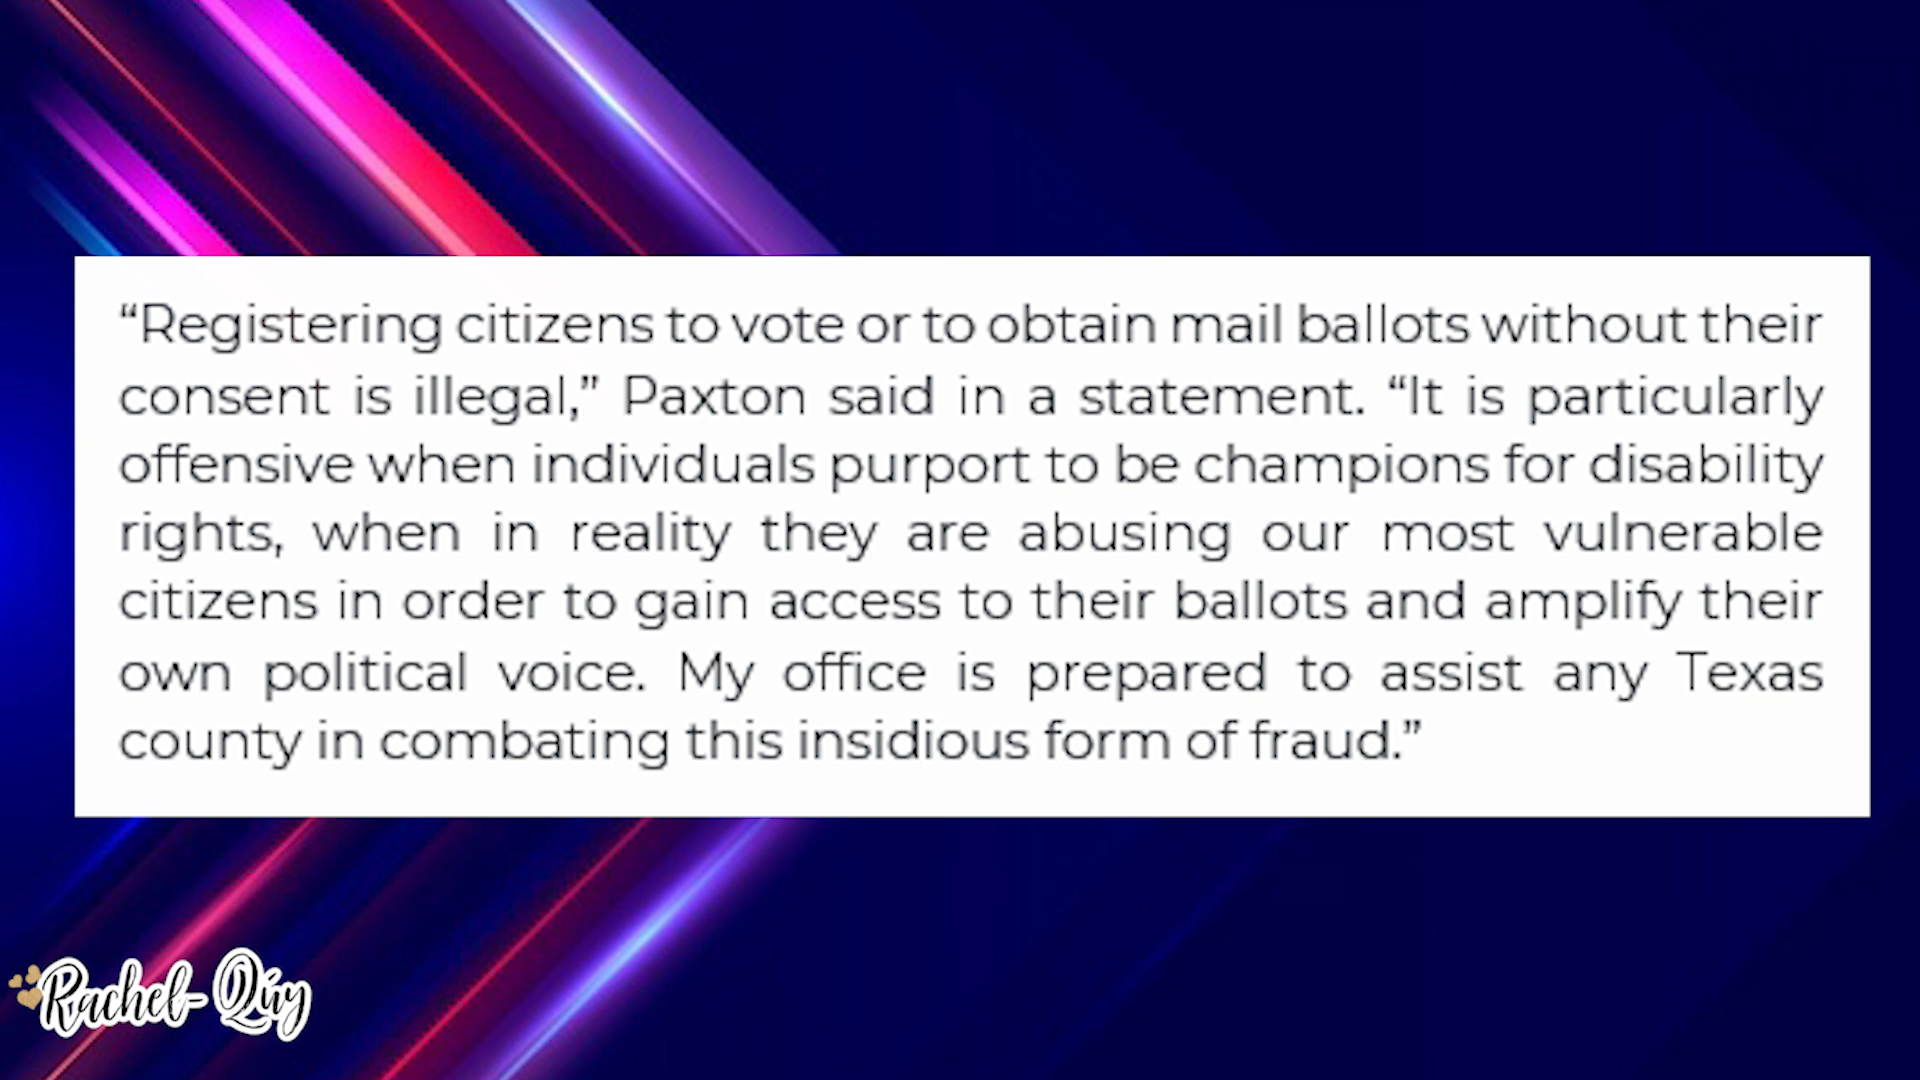 “Registering citizens to vote or to obtain mail ballots without their
consent is illegal,” Paxton said in a statement. “It is particularly
offensive when individuals purport to be champions for disability
rights, when in reality they are abusing our most vulnerable
citizens in order to gain access to their ballots and amplify their
own political voice. My office is prepared to assist any Texas
county in combating this insidious form of fraud.”
Rachel- Qúy